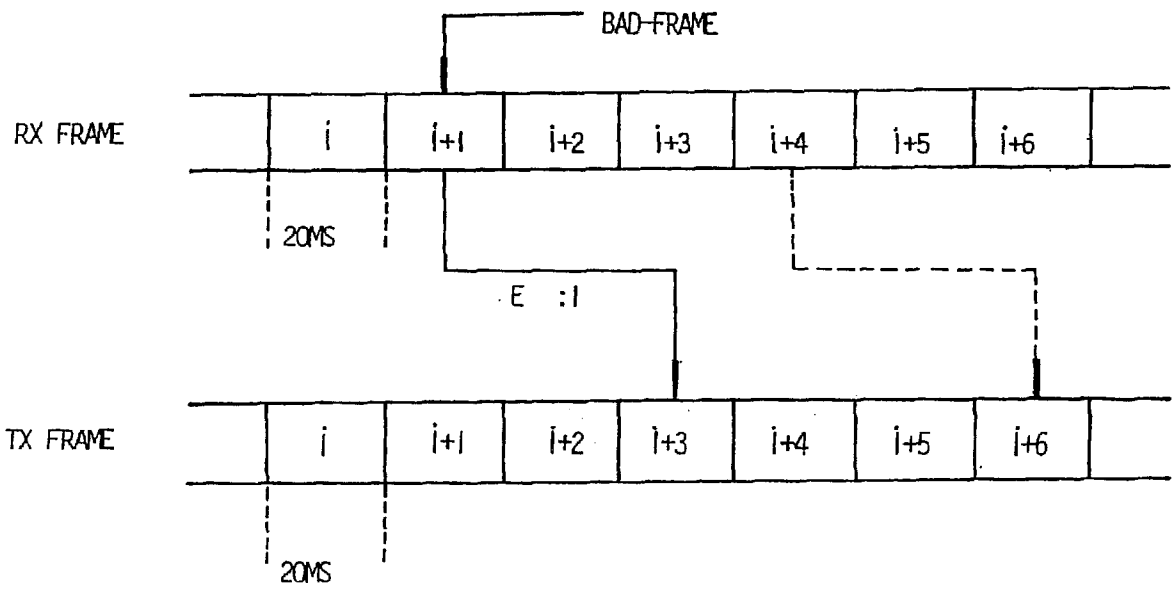 BAD-FRAME
RX FRAME i i+1 i+2 i+3 i+4 i+5 i+6
20MS
E :1
TX FRAME i i+1 i+2 i+3 i+4 i+5 i+6
20MS